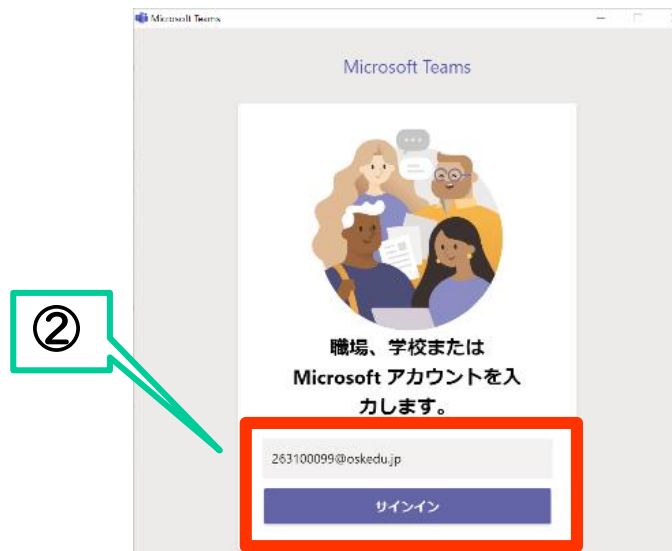 Microsoft Teams
Microsoft Teams
職場、学校または
Microsoft アカウントを入
力します。
②
263100099@oskedu.jp
サインイン